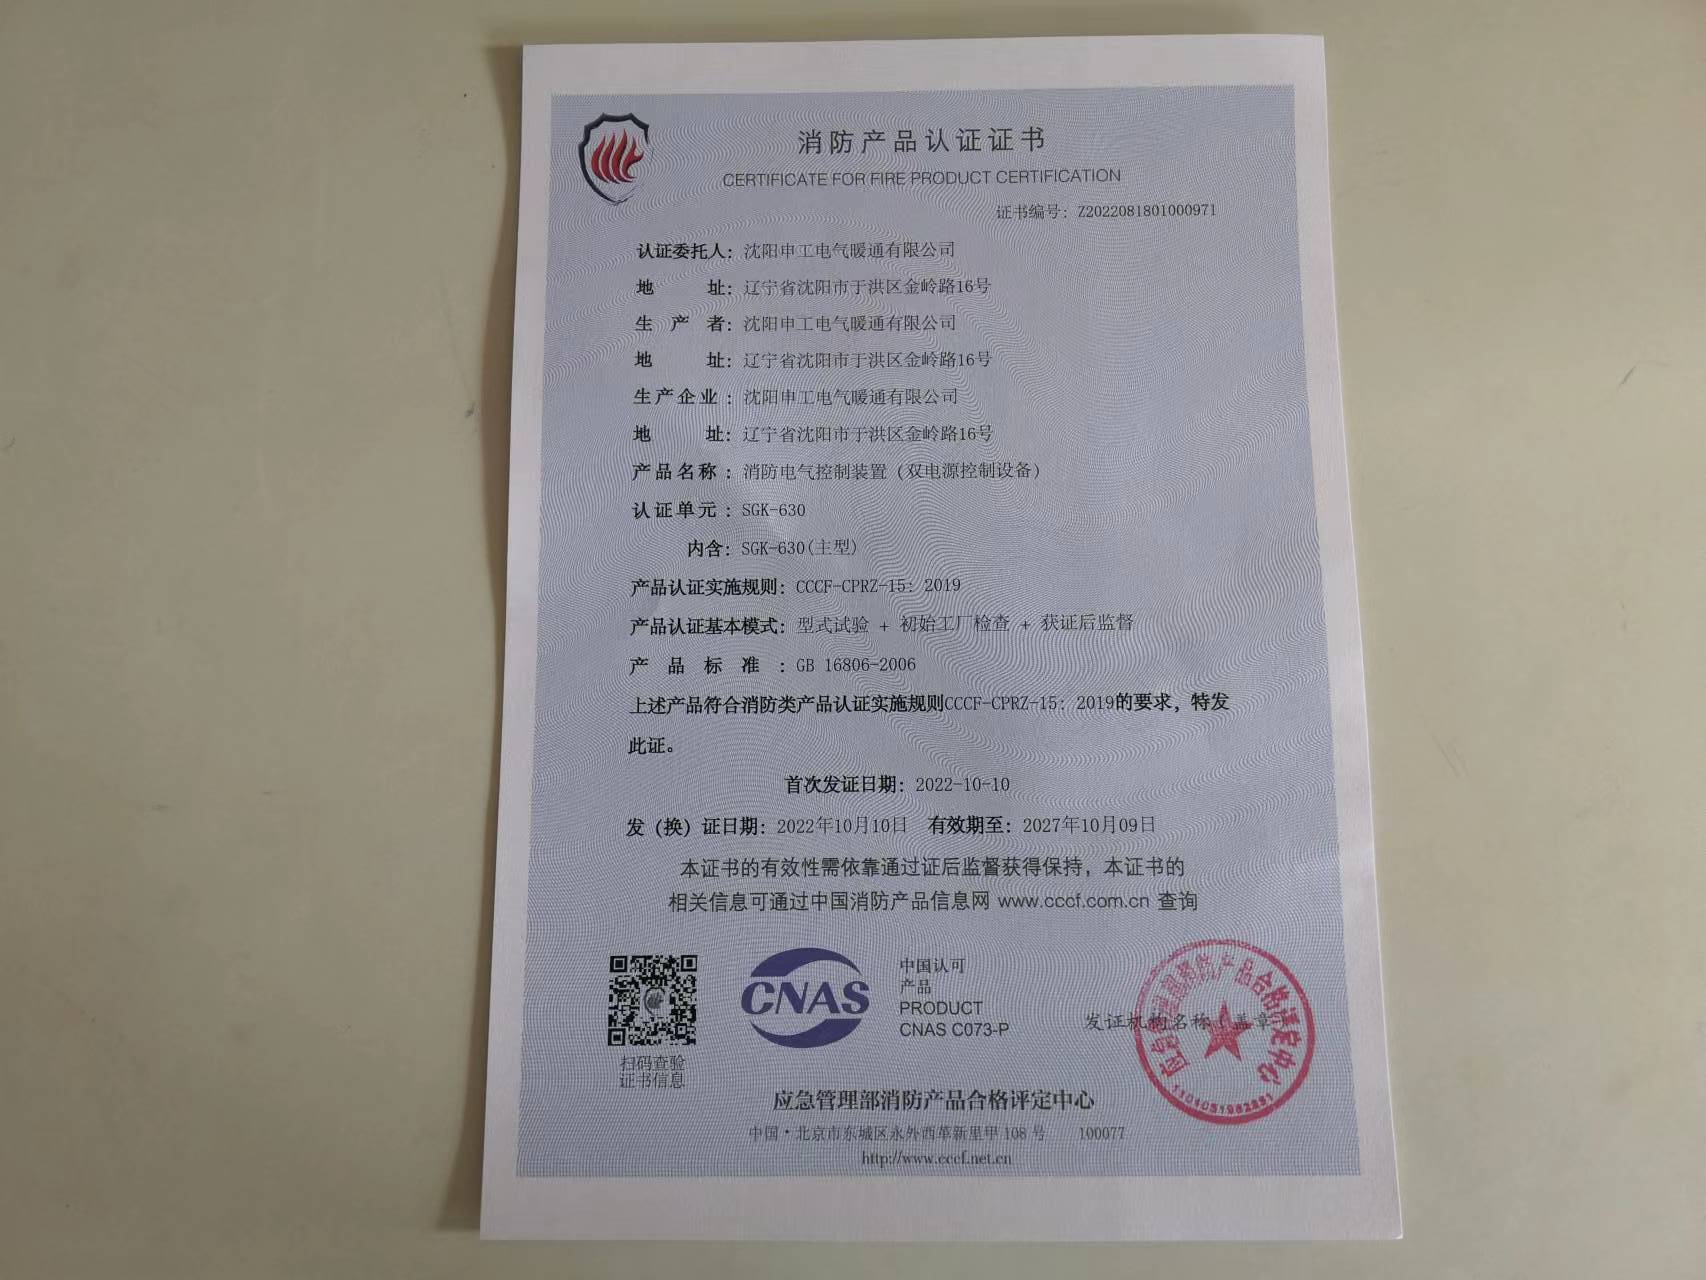 消防产品认证证书
CERTIFICATE FOR FIRE PRODUCT CERTIFICATION
证书编号：Z2022081801000971
认证委托人：沈阳申工电气暖通有限公司
地 址：辽宁省沈阳市于洪区金岭路16号
生 产 者：沈阳申工电气暖通有限公司
地 址：辽宁省沈阳市于洪区金岭路16号
生产企业：沈阳申工电气暖通有限公司
地 址：辽宁省沈阳市于洪区金岭路16号
产品名称：消防电气控制装置（双电源控制设备）
认证单元：SGK-630
内含：SGK-630(主型)
产品认证实施规则：CCCF-CPRZ-15：2019
产品认证基本模式：型式试验 + 初始工厂检查 + 获证后监督
产 品 标 准 ：GB 16806-2006
上述产品符合消防类产品认证实施规则CCCF-CPRZ-15：2019的要求，特发
此证。
首次发证日期：2022-10-10
发（换）证日期：2022年10月10日 有效期至：2027年10月09日
本证书的有效性需依靠通过证后监督获得保持，本证书的
相关信息可通过中国消防产品信息网 www.cccf.com.cn 查询
扫码查验
证书信息
CNAS
中国认可
产品
PRODUCT
CNAS C073-P
发证机构名称（盖章）
应急管理部消防产品合格评定中心
应急管理部消防产品合格评定中心
中国·北京市东城区永外西革新里甲 108 号 100077
http://www.cccf.net.cn